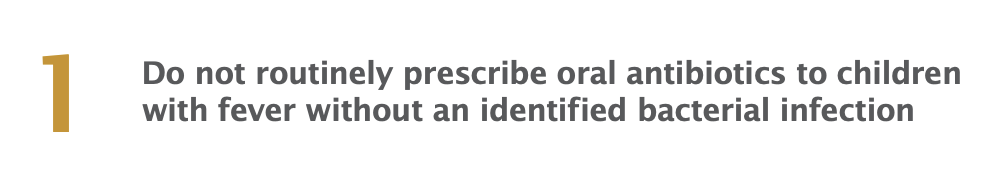 1
Do not routinely prescribe oral antibiotics to children
with fever without an identified bacterial infection